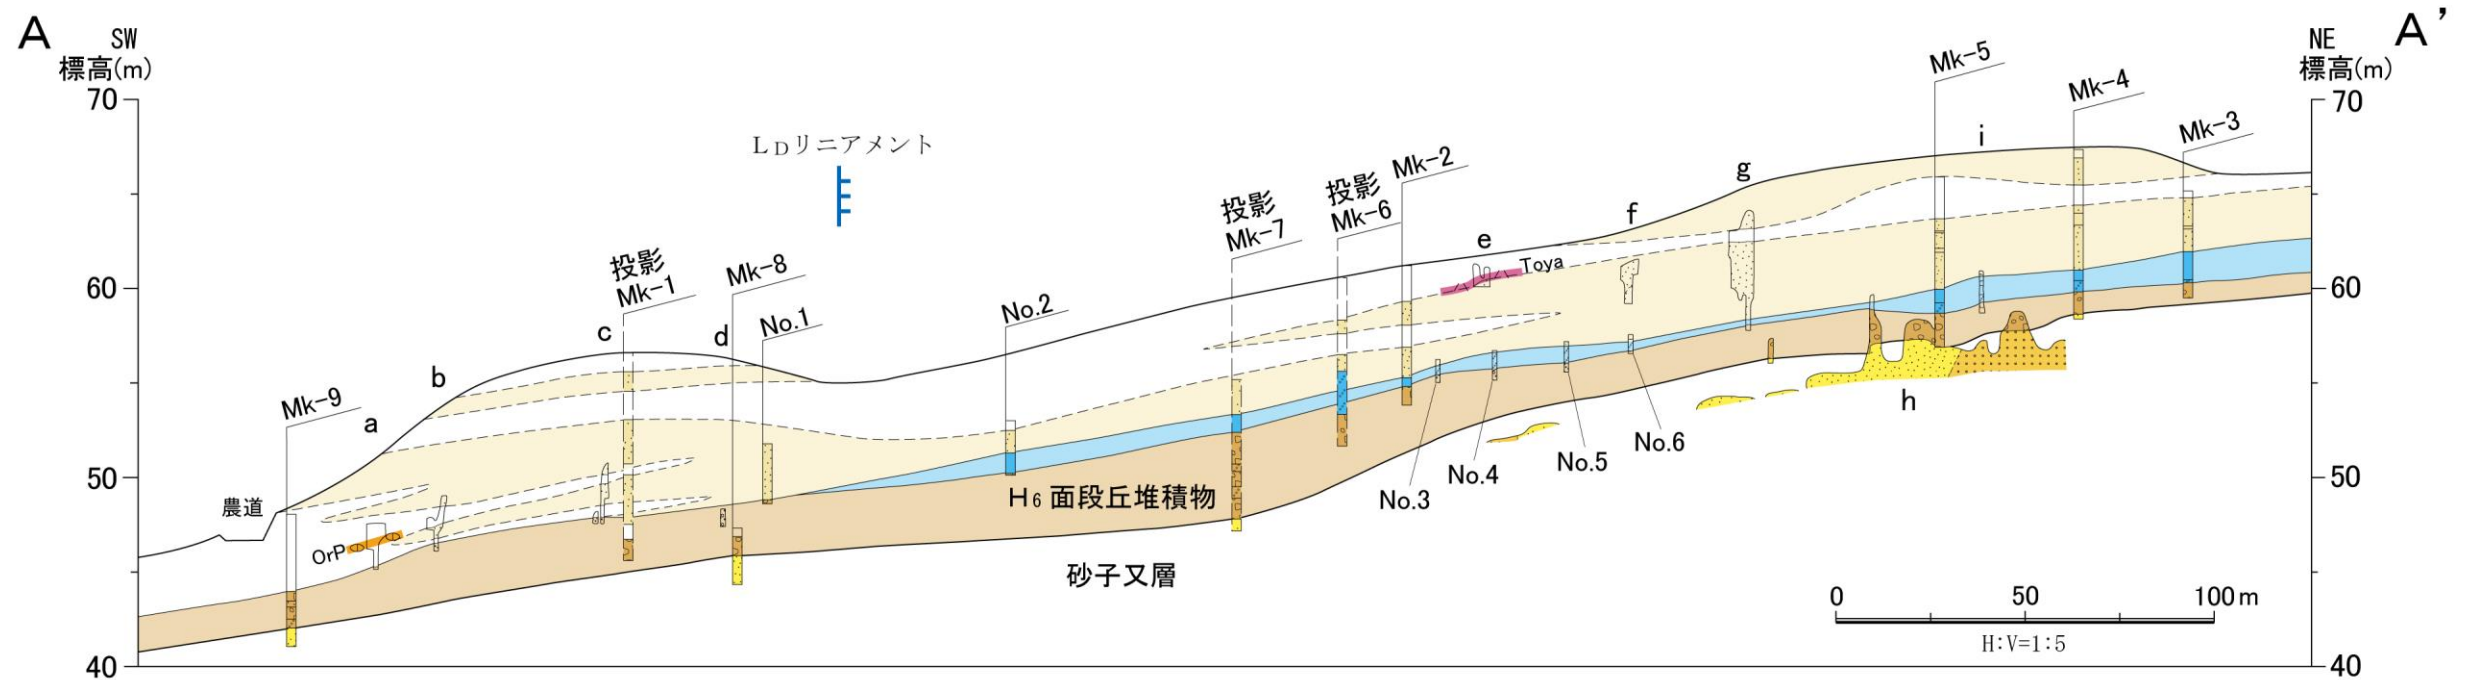 A
SW
標高(m)
A’
NE
標高(m)
70
60
50
40
70
60
50
40
LDリニアメント
Mk-9
a
b
c
投影
Mk-1
d
Mk-8
No.1
No.2
投影
Mk-7
投影
Mk-6
Mk-2
e
Toya
f
g
Mk-5
i
Mk-4
Mk-3
農道
OrP
H6面段丘堆積物
砂子又層
No.3
No.4
No.5
No.6
h
0 50 100m
H:V=1:5